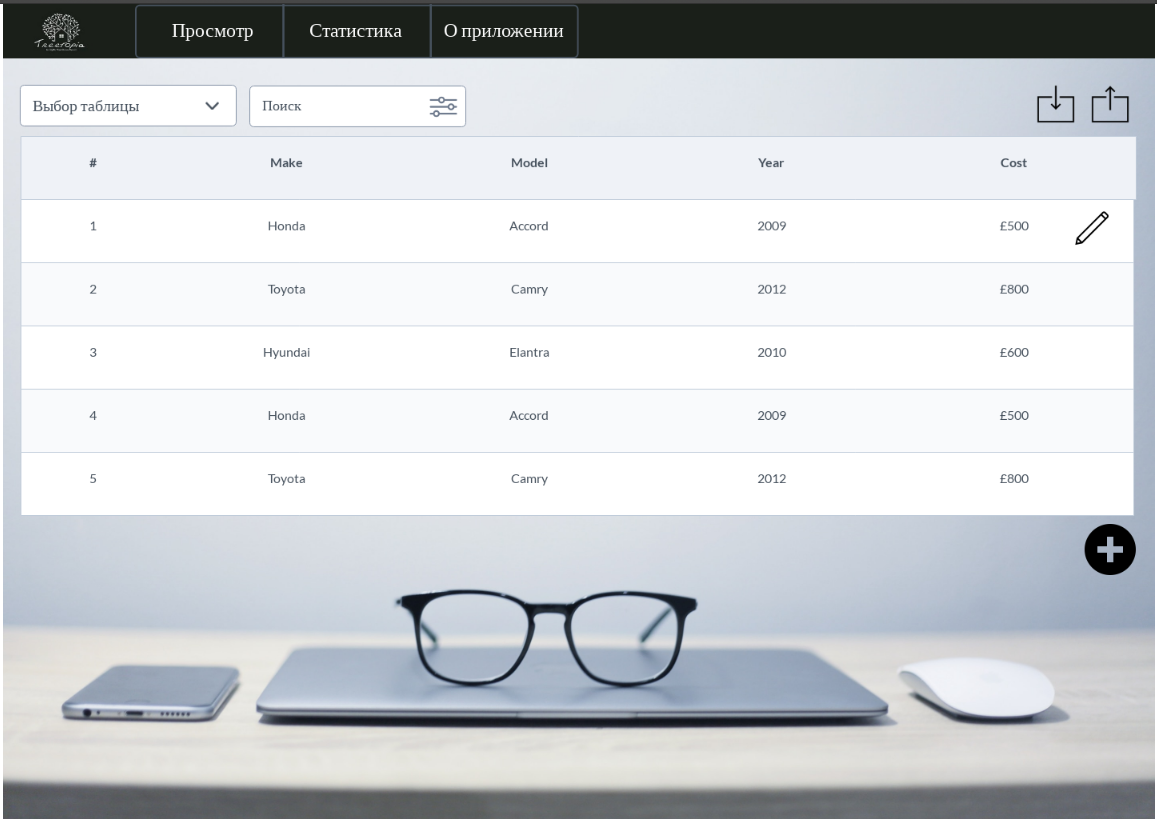 Treetopia
Просмотр Статистика О приложении
Выбор таблицы Поиск
# Make Model Year Cost
1 Honda Accord 2009 £500
2 Toyota Camry 2012 £800
3 Hyundai Elantra 2010 £600
4 Honda Accord 2009 £500
5 Toyota Camry 2012 £800